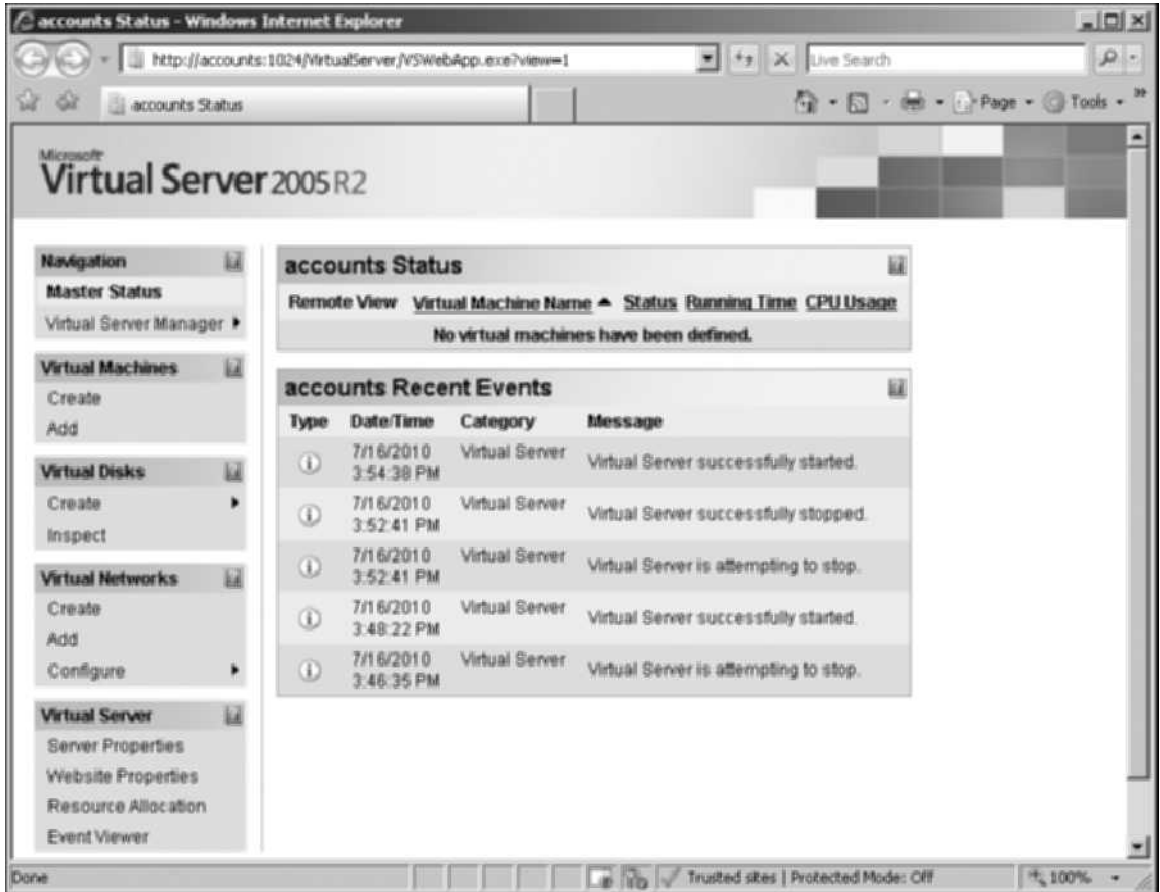 accounts Status - Windows Internet Explorer
http://accounts:1024/VirtualServer/VSWebApp.exe?view=1
Live Search
accounts Status
Page
Tools
Microsoft
Virtual Server 2005 R2
Navigation
Master Status
Virtual Server Manager
Virtual Machines
Create
Add
Virtual Disks
Create
Inspect
Virtual Networks
Create
Add
Configure
Virtual Server
Server Properties
Website Properties
Resource Allocation
Event Viewer
accounts Status
Remote View Virtual Machine Name Status Running Time CPU Usage
No virtual machines have been defined.
accounts Recent Events
Type Date/Time Category Message
7/16/2010 3:54:38 PM Virtual Server Virtual Server successfully started.
7/16/2010 3:52:41 PM Virtual Server Virtual Server successfully stopped.
7/16/2010 3:52:41 PM Virtual Server Virtual Server is attempting to stop.
7/16/2010 3:48:22 PM Virtual Server Virtual Server successfully started.
7/16/2010 3:46:35 PM Virtual Server Virtual Server is attempting to stop.
Done
Trusted sites | Protected Mode: Off
100%